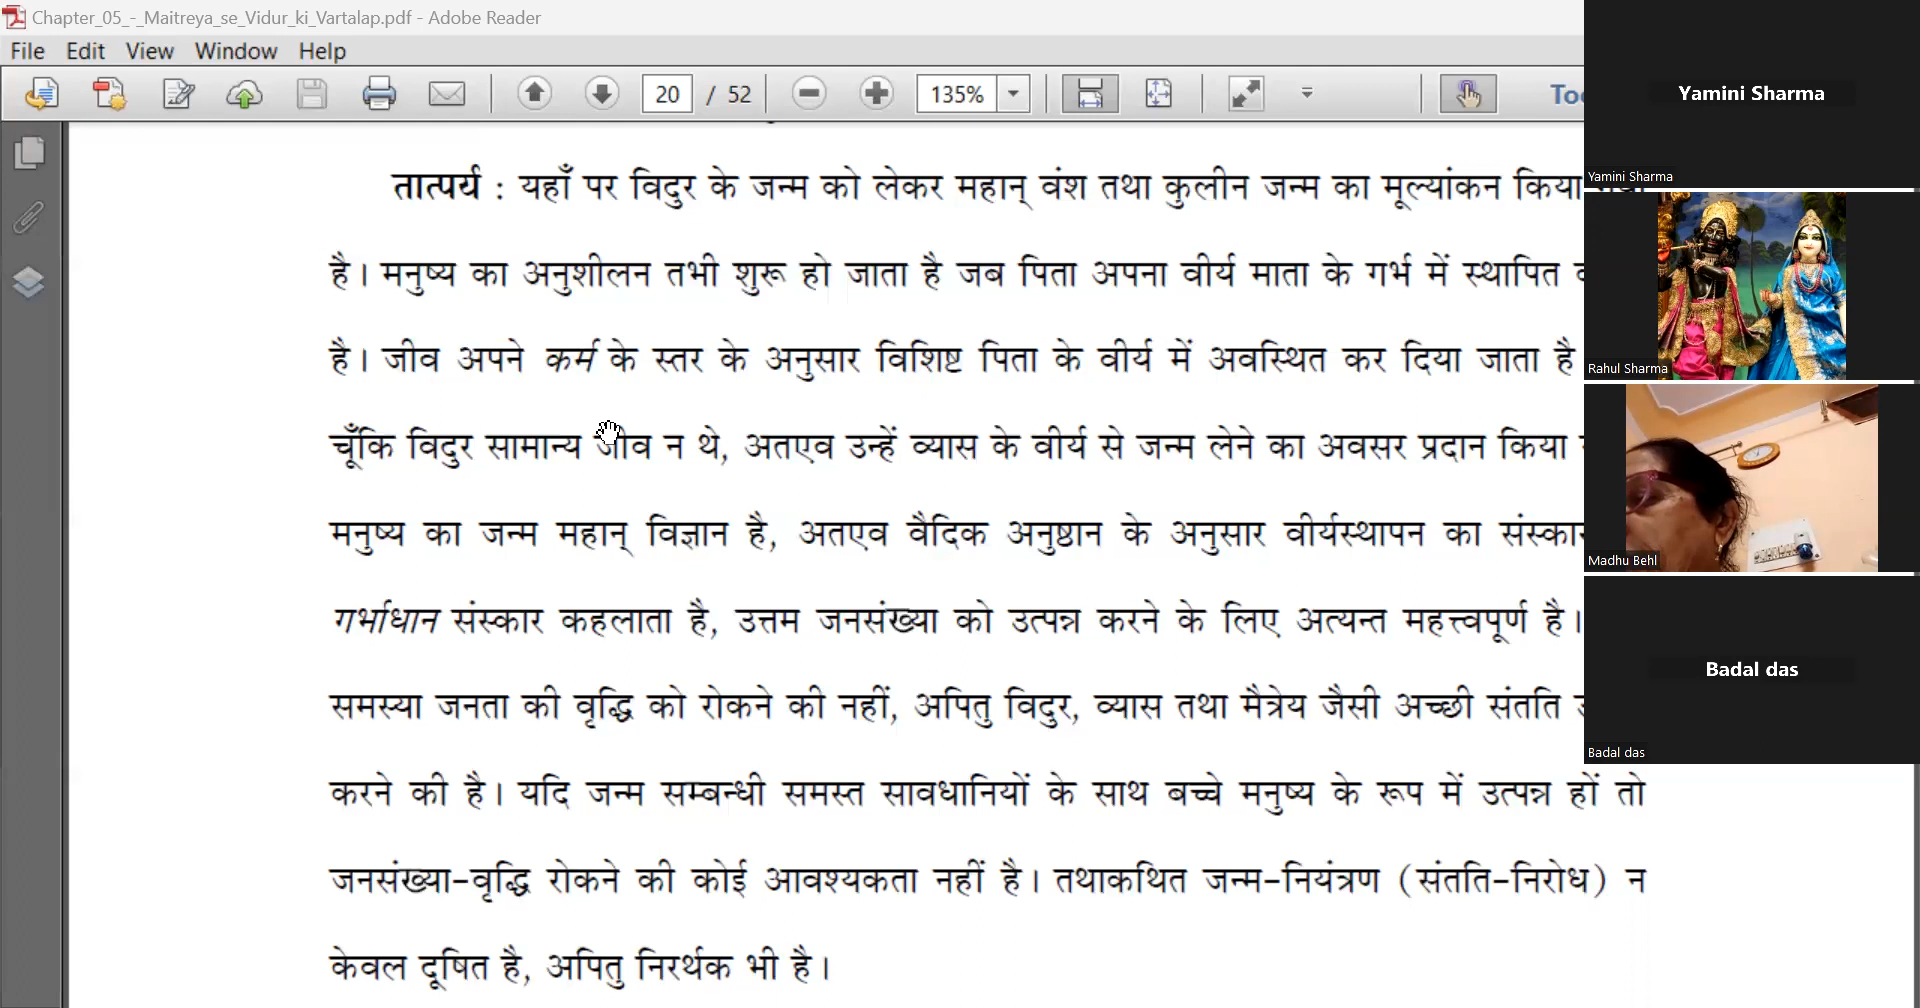 Chapter_05_-_Maitreya_se_Vidur_ki_Vartalap.pdf - Adobe Reader
File Edit View Window Help
20 / 52 135%
Yamini Sharma
Yamini Sharma
Rahul Sharma
Madhu Behl
Badal das
Badal das
तात्पर्य : यहाँ पर विदुर के जन्म को लेकर महान् वंश तथा कुलीन जन्म का मूल्यांकन किया
है। मनुष्य का अनुशीलन तभी शुरू हो जाता है जब पिता अपना वीर्य माता के गर्भ में स्थापित
है। जीव अपने कर्म के स्तर के अनुसार विशिष्ट पिता के वीर्य में अवस्थित कर दिया जाता है
चूँकि विदुर सामान्य जीव न थे, अतएव उन्हें व्यास के वीर्य से जन्म लेने का अवसर प्रदान किया
मनुष्य का जन्म महान् विज्ञान है, अतएव वैदिक अनुष्ठान के अनुसार वीर्यस्थापन का संस्कार
गर्भाधान संस्कार कहलाता है, उत्तम जनसंख्या को उत्पन्न करने के लिए अत्यन्त महत्त्वपूर्ण है।
समस्या जनता की वृद्धि को रोकने की नहीं, अपितु विदुर, व्यास तथा मैत्रेय जैसी अच्छी संतति
करने की है। यदि जन्म सम्बन्धी समस्त सावधानियों के साथ बच्चे मनुष्य के रूप में उत्पन्न हों तो
जनसंख्या-वृद्धि रोकने की कोई आवश्यकता नहीं है। तथाकथित जन्म-नियंत्रण (संतति-निरोध) न
केवल दूषित है, अपितु निरर्थक भी है।